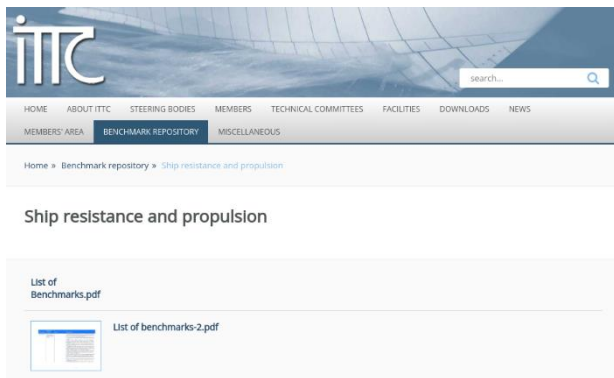 ITTC
search...
HOME ABOUT ITTC STEERING BODIES MEMBERS TECHNICAL COMMITTEES FACILITIES DOWNLOADS NEWS
MEMBERS' AREA BENCHMARK REPOSITORY MISCELLANEOUS
Home » Benchmark repository » Ship resistance and propulsion
Ship resistance and propulsion
List of
Benchmarks.pdf
List of benchmarks-2.pdf